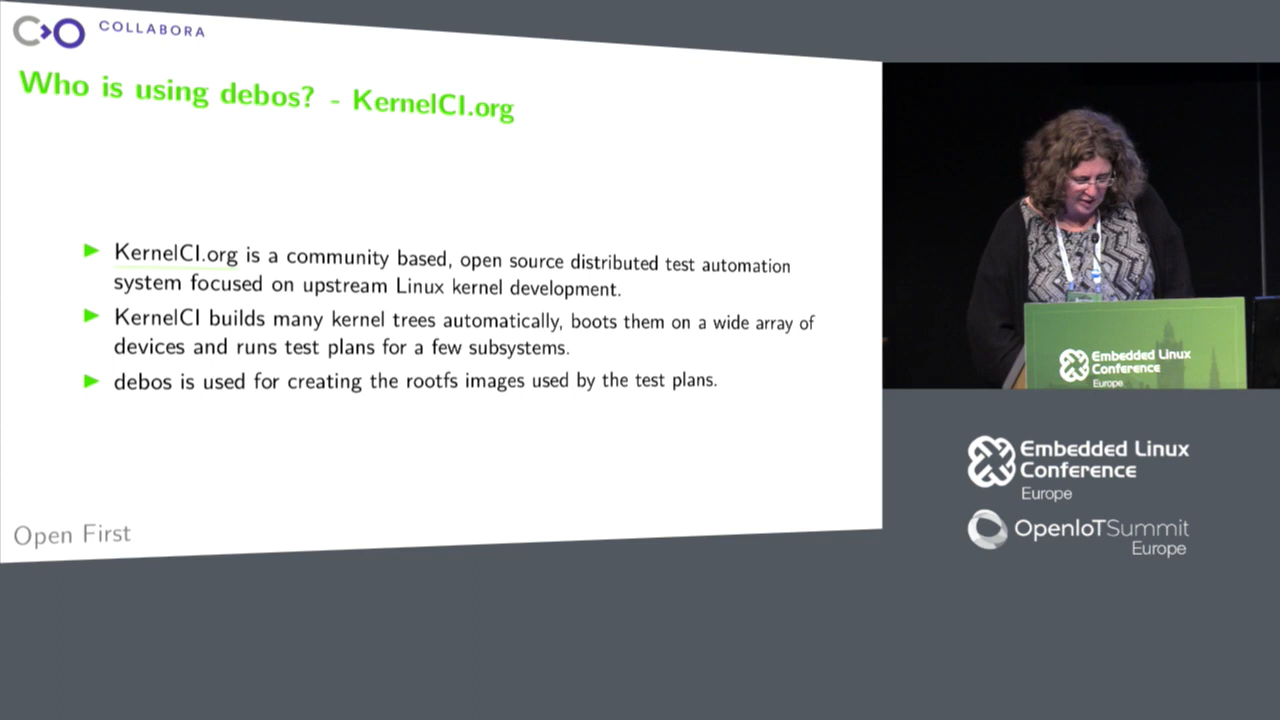 COLLABORA
Who is using debos? - KernelCI.org
KernelCI.org is a community based, open source distributed test automation
system focused on upstream Linux kernel development.
KernelCI builds many kernel trees automatically, boots them on a wide array of
devices and runs test plans for a few subsystems.
debos is used for creating the rootfs images used by the test plans.
Open First
Embedded Linux
Conference
Europe
Embedded Linux
Conference
Europe
OpenIoTSummit
Europe